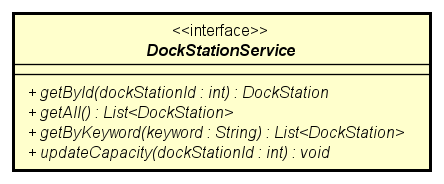 <<interface>>
DockStationService
+ getById(dockStationId : int) : DockStation
+ getAll() : List<DockStation>
+ getByKeyword(keyword : String) : List<DockStation>
+ updateCapacity(dockStationId : int) : void